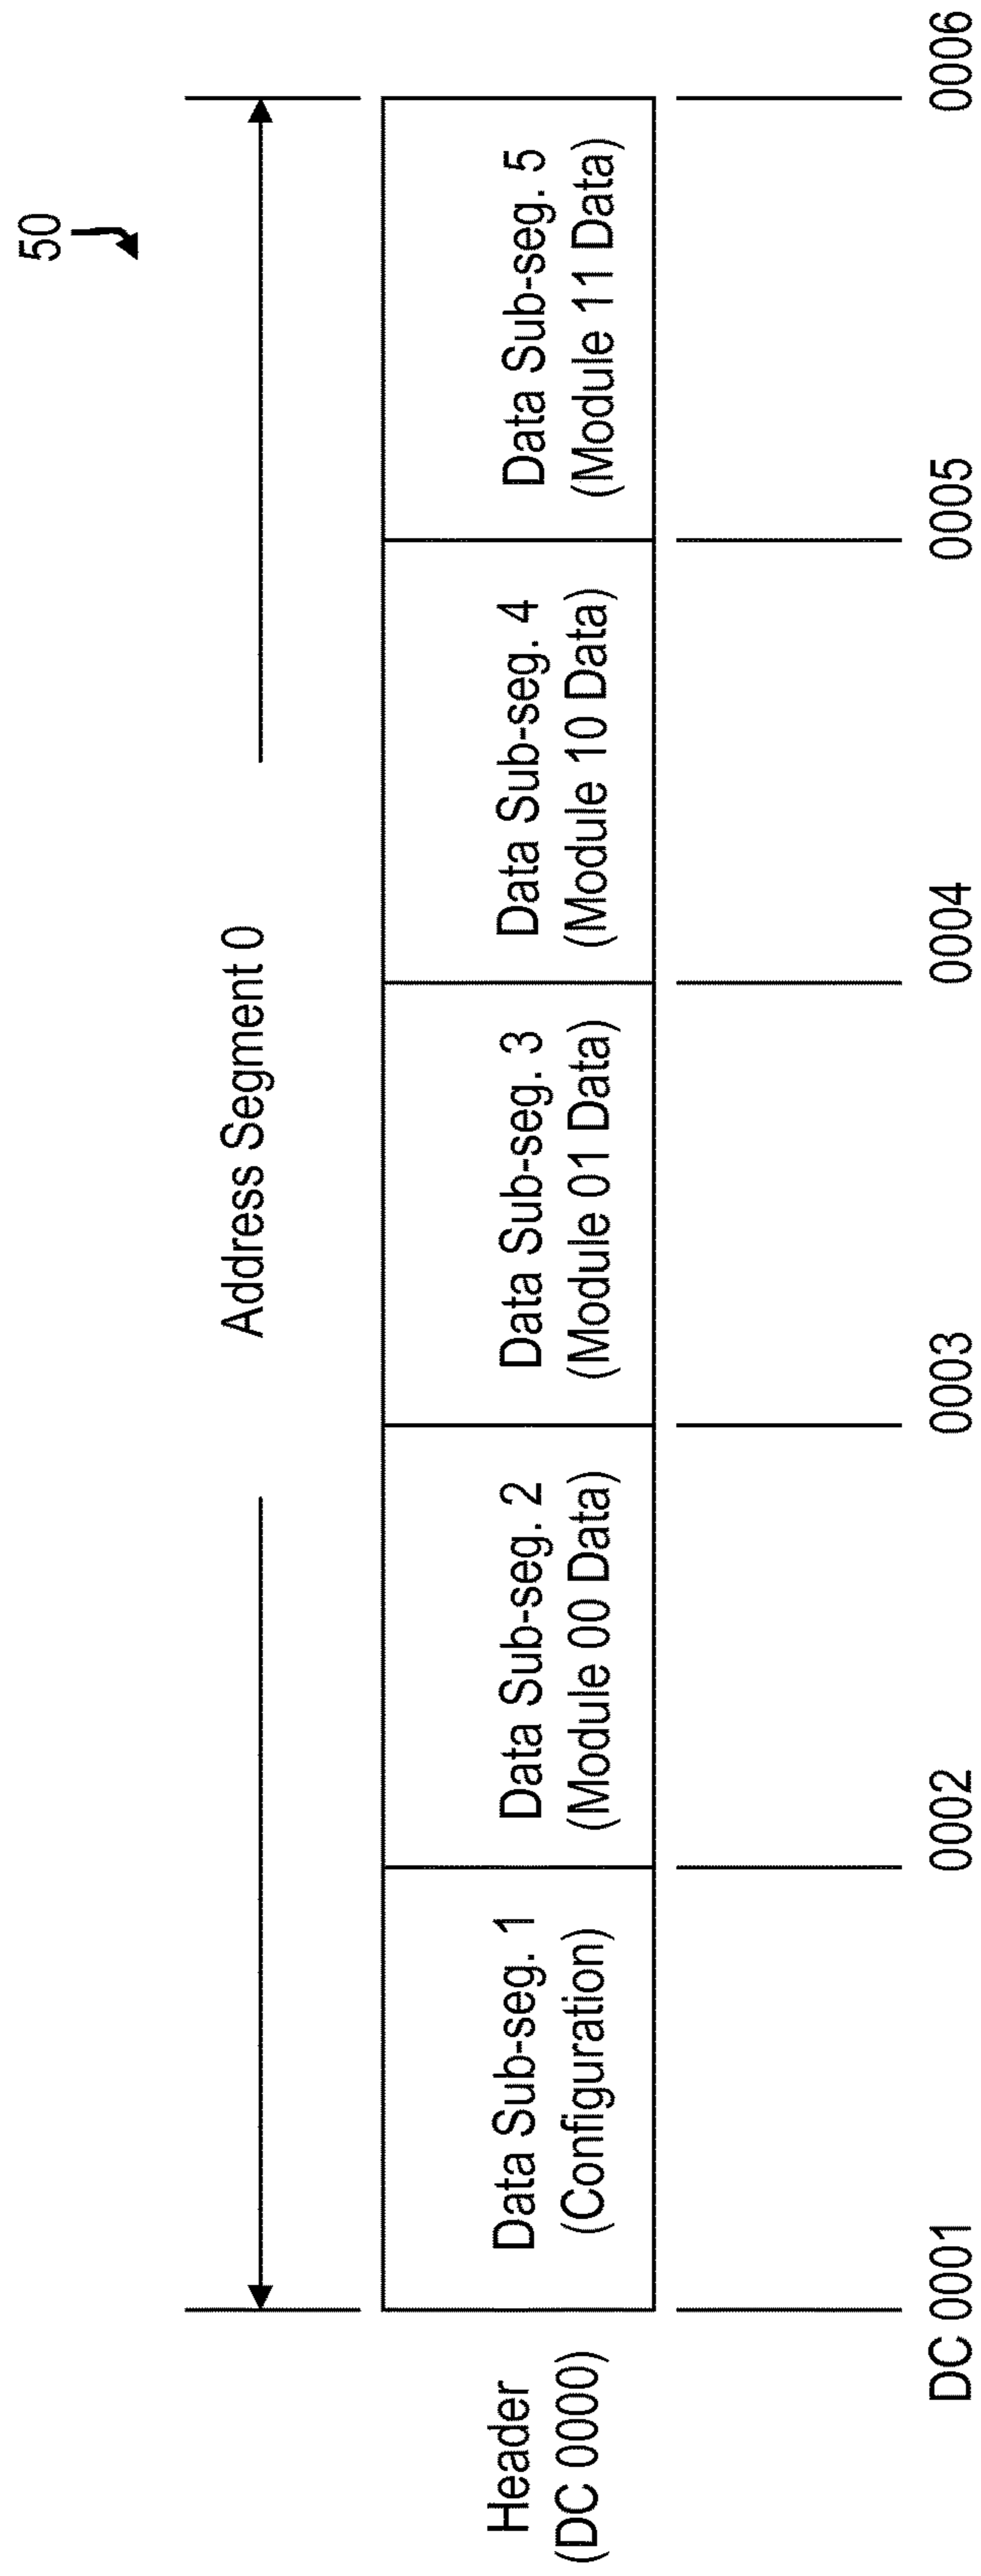 50
Address Segment 0
Header
(DC 0000)
Data Sub-seg. 1
(Configuration)
Data Sub-seg. 2
(Module 00 Data)
Data Sub-seg. 3
(Module 01 Data)
Data Sub-seg. 4
(Module 10 Data)
Data Sub-seg. 5
(Module 11 Data)
DC 0001
0002
0003
0004
0005
0006